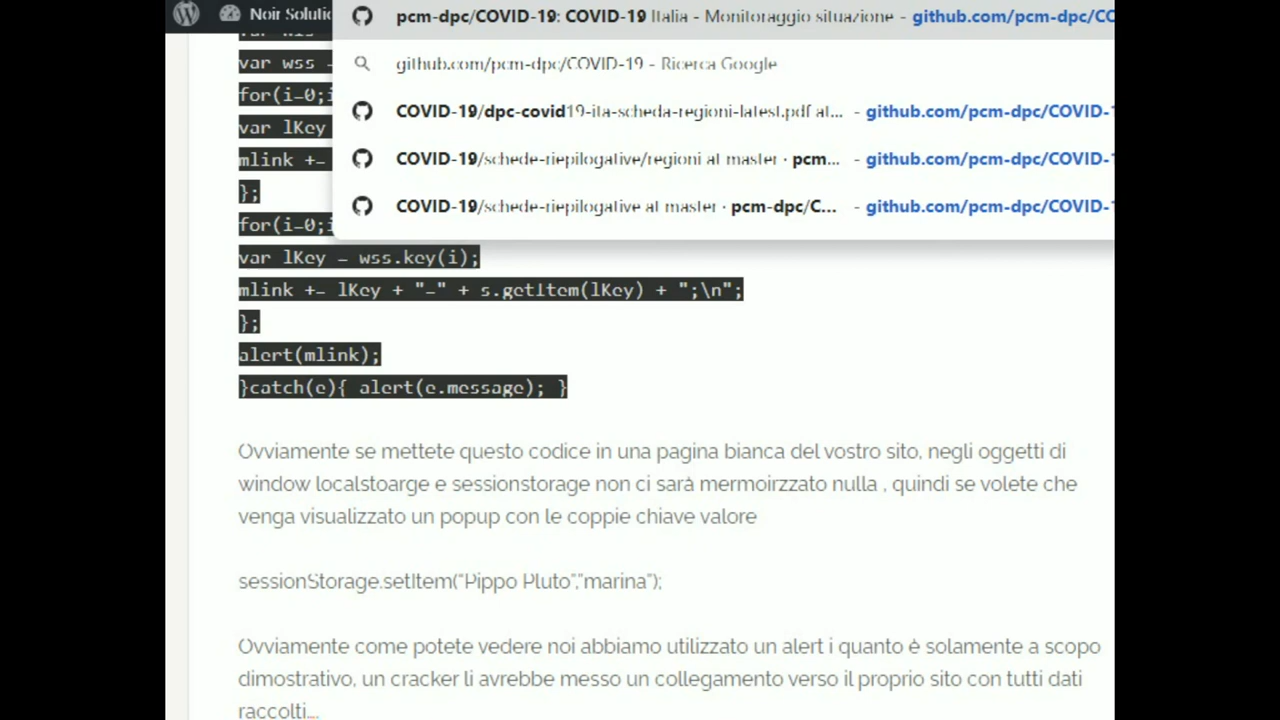 Noir Soluti
pcm-dpc/COVID-19: COVID-19 Italia - Monitoraggio situazione - github.com/pcm-dpc/CO
var wss =
github.com/pcm-dpc/COVID-19 - Ricerca Google
for(i=0;i
COVID-19/dpc-covid19-ita-scheda-regioni-latest.pdf at... - github.com/pcm-dpc/COVID-1
var lKey
mlink +=
COVID-19/schede-riepilogative/regioni at master · pcm... - github.com/pcm-dpc/COVID-1
};
COVID-19/schede-riepilogative at master · pcm-dpc/C... - github.com/pcm-dpc/COVID-1
for(i=0;i
var lKey = wss.key(i);
mlink += lKey + "=" + s.getItem(lKey) + ";\n";
};
alert(mlink);
}catch(e){ alert(e.message); }
Ovviamente se mettete questo codice in una pagina bianca del vostro sito, negli oggetti di
window localstoarge e sessionstorage non ci sarà mermoirzzato nulla , quindi se volete che
venga visualizzato un popup con le coppie chiave valore
sessionStorage.setItem("Pippo Pluto","marina");
Ovviamente come potete vedere noi abbiamo utilizzato un alert i quanto è solamente a scopo
dimostrativo, un cracker li avrebbe messo un collegamento verso il proprio sito con tutti dati
raccolti....